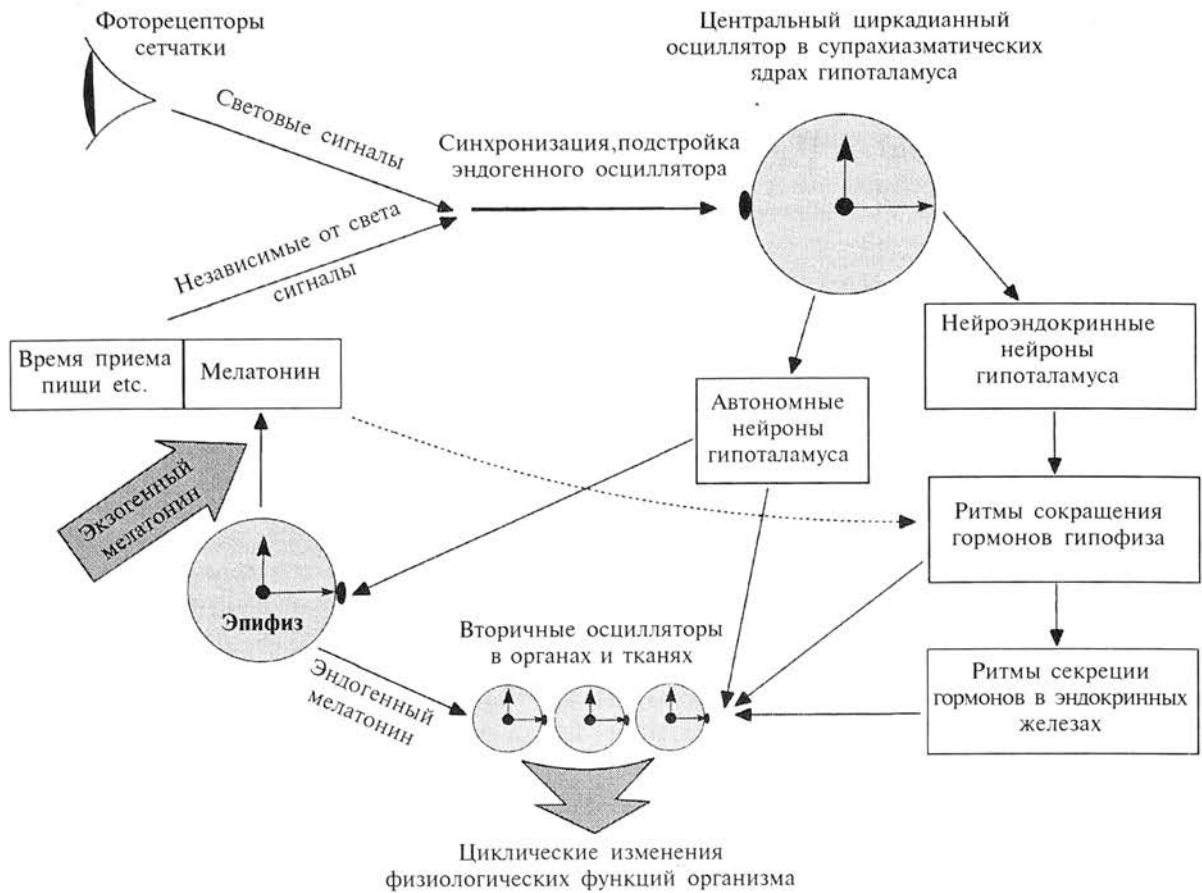 Фоторецепторы
сетчатки
Центральный циркадианный
осциллятор в супрахиазматических
ядрах гипоталамуса
Световые сигналы
Синхронизация,подстройка
эндогенного осциллятора
Независимые от света
сигналы
Время приема
пищи etc.
Мелатонин
Нейроэндокринные
нейроны
гипоталамуса
Автономные
нейроны
гипоталамуса
Экзогенный
мелатонин
Ритмы сокращения
гормонов гипофиза
Эпифиз
Вторичные осцилляторы
в органах и тканях
Эндогенный
мелатонин
Ритмы секреции
гормонов в эндокринных
железах
Циклические изменения
физиологических функций организма